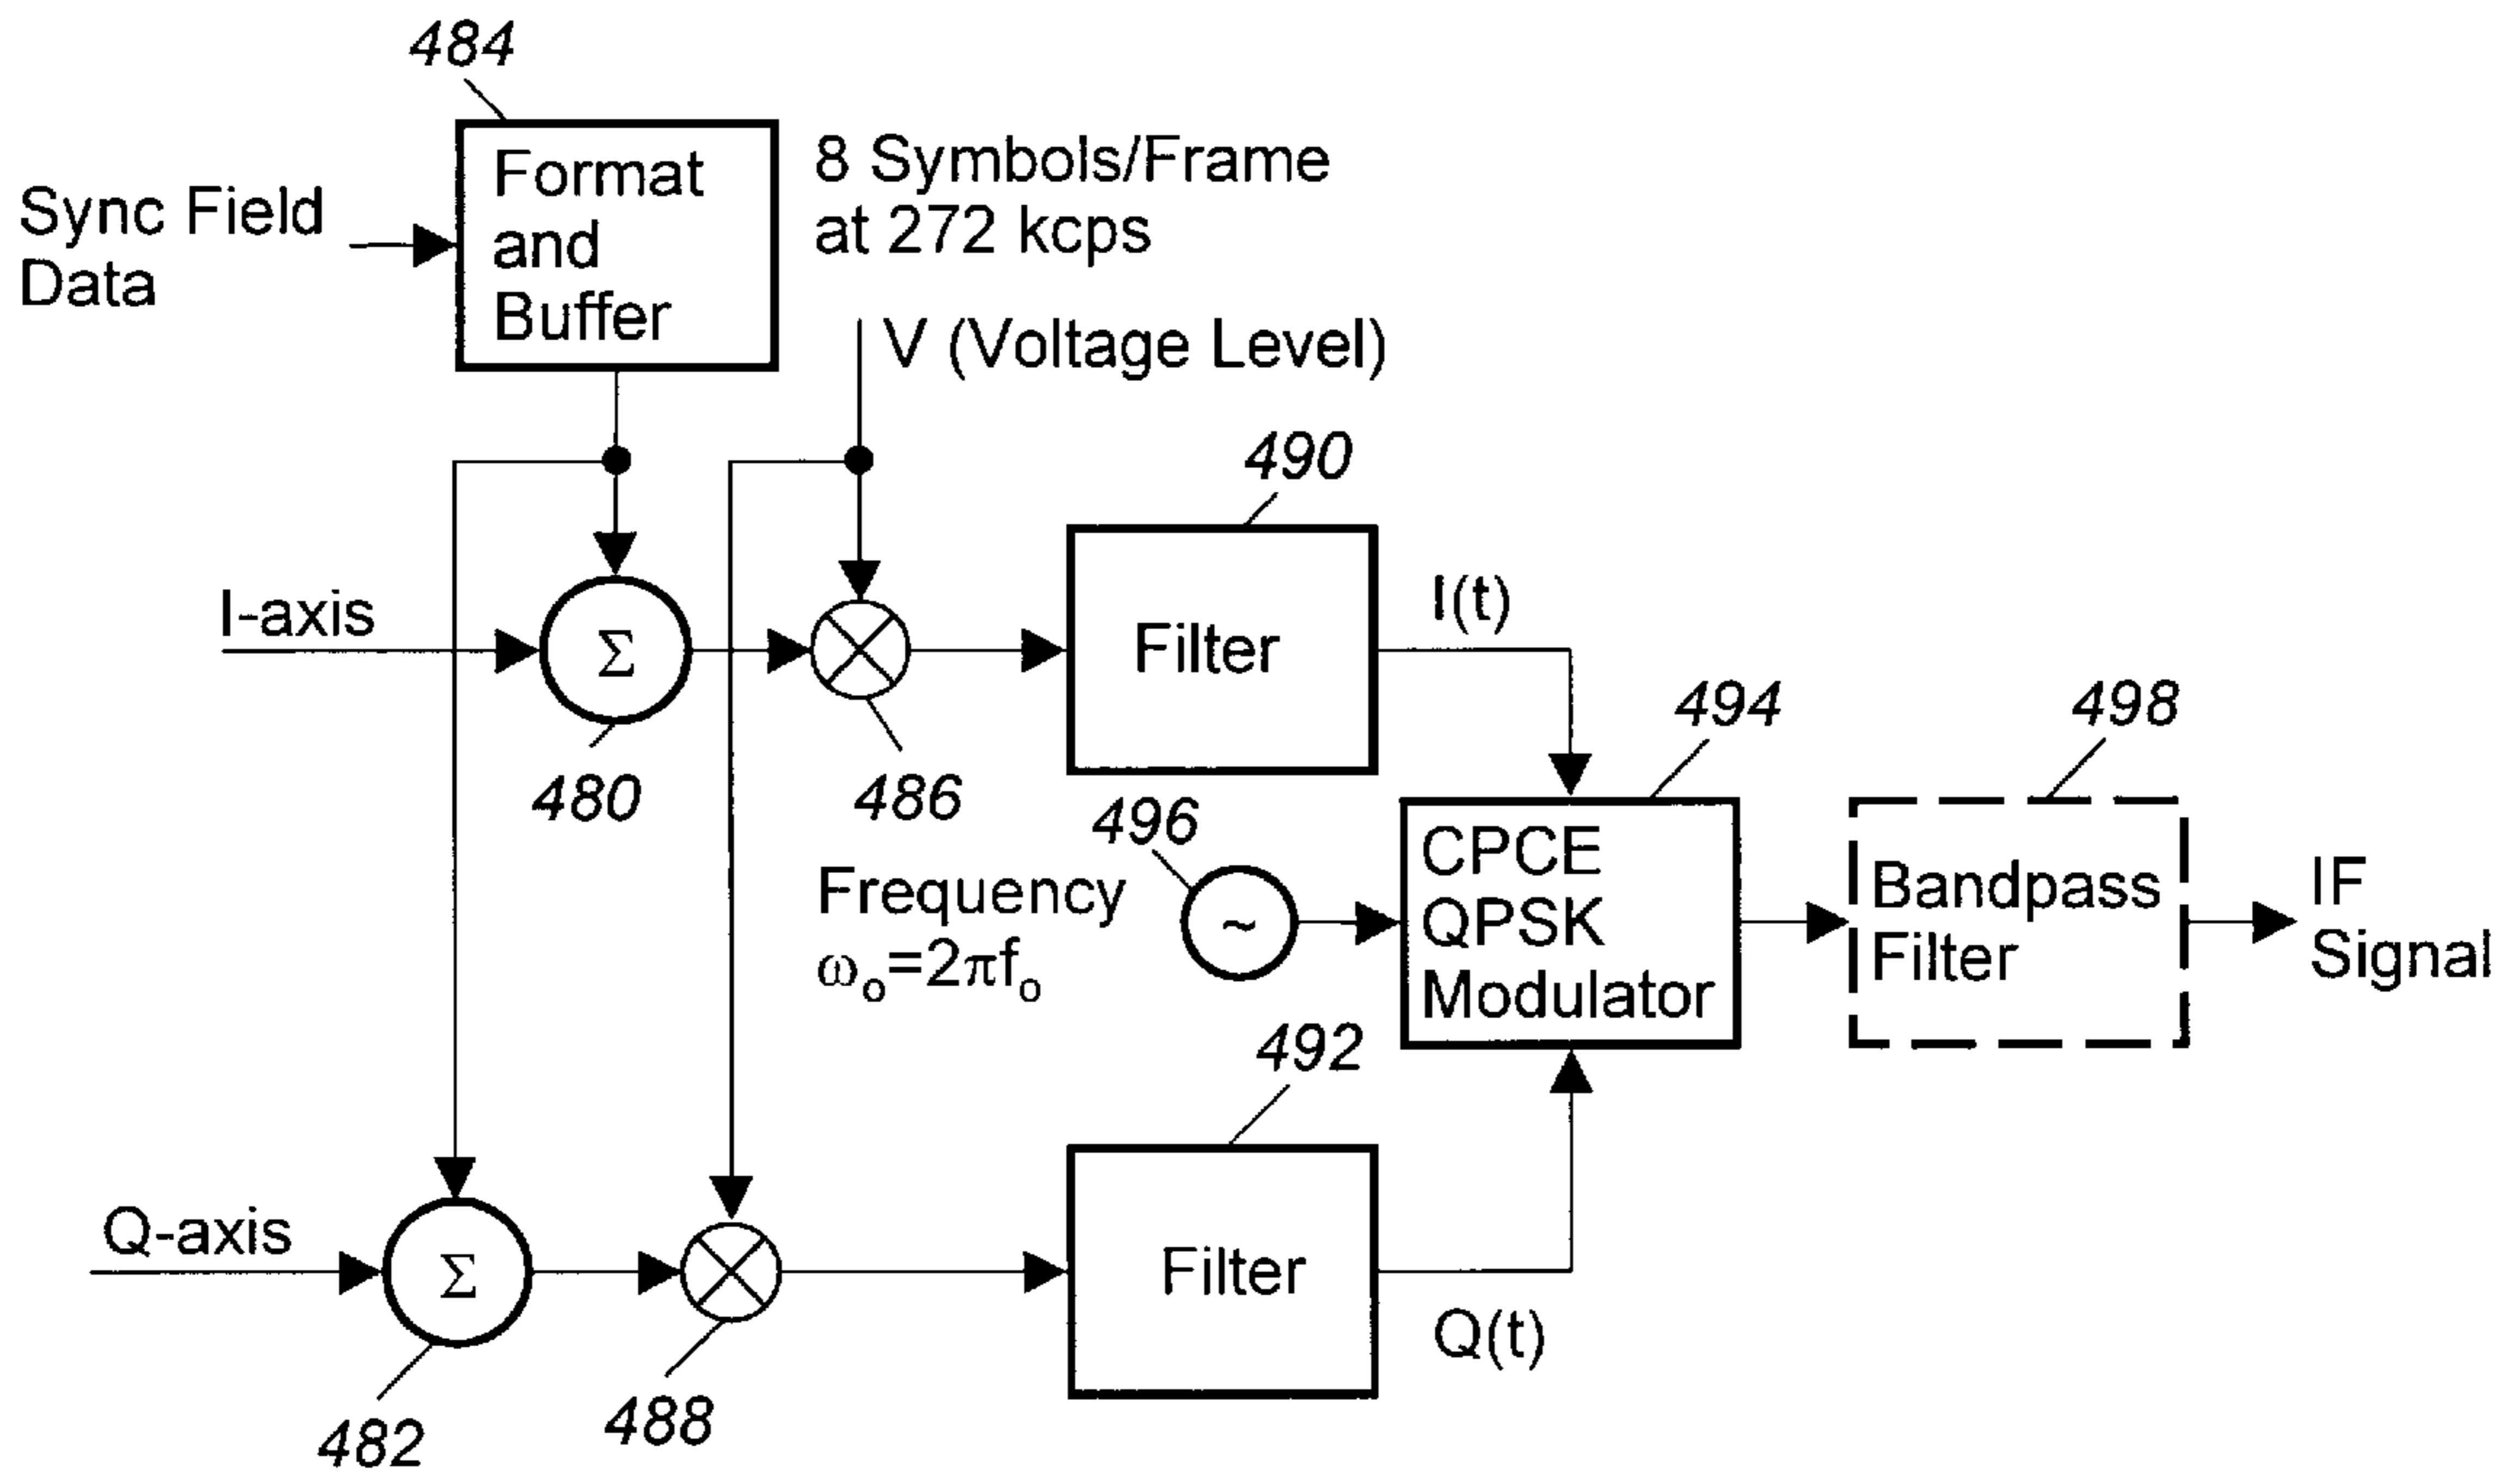 484
Format
and
Buffer
8 Symbols/Frame
at 272 kcps
Sync Field
Data
V (Voltage Level)
490
I-axis
Σ
Filter
I(t)
480
486
494
498
496
Frequency
ωo=2πfo
~
CPCE
QPSK
Modulator
Bandpass
Filter
IF
Signal
492
Q-axis
Σ
Filter
Q(t)
482
488